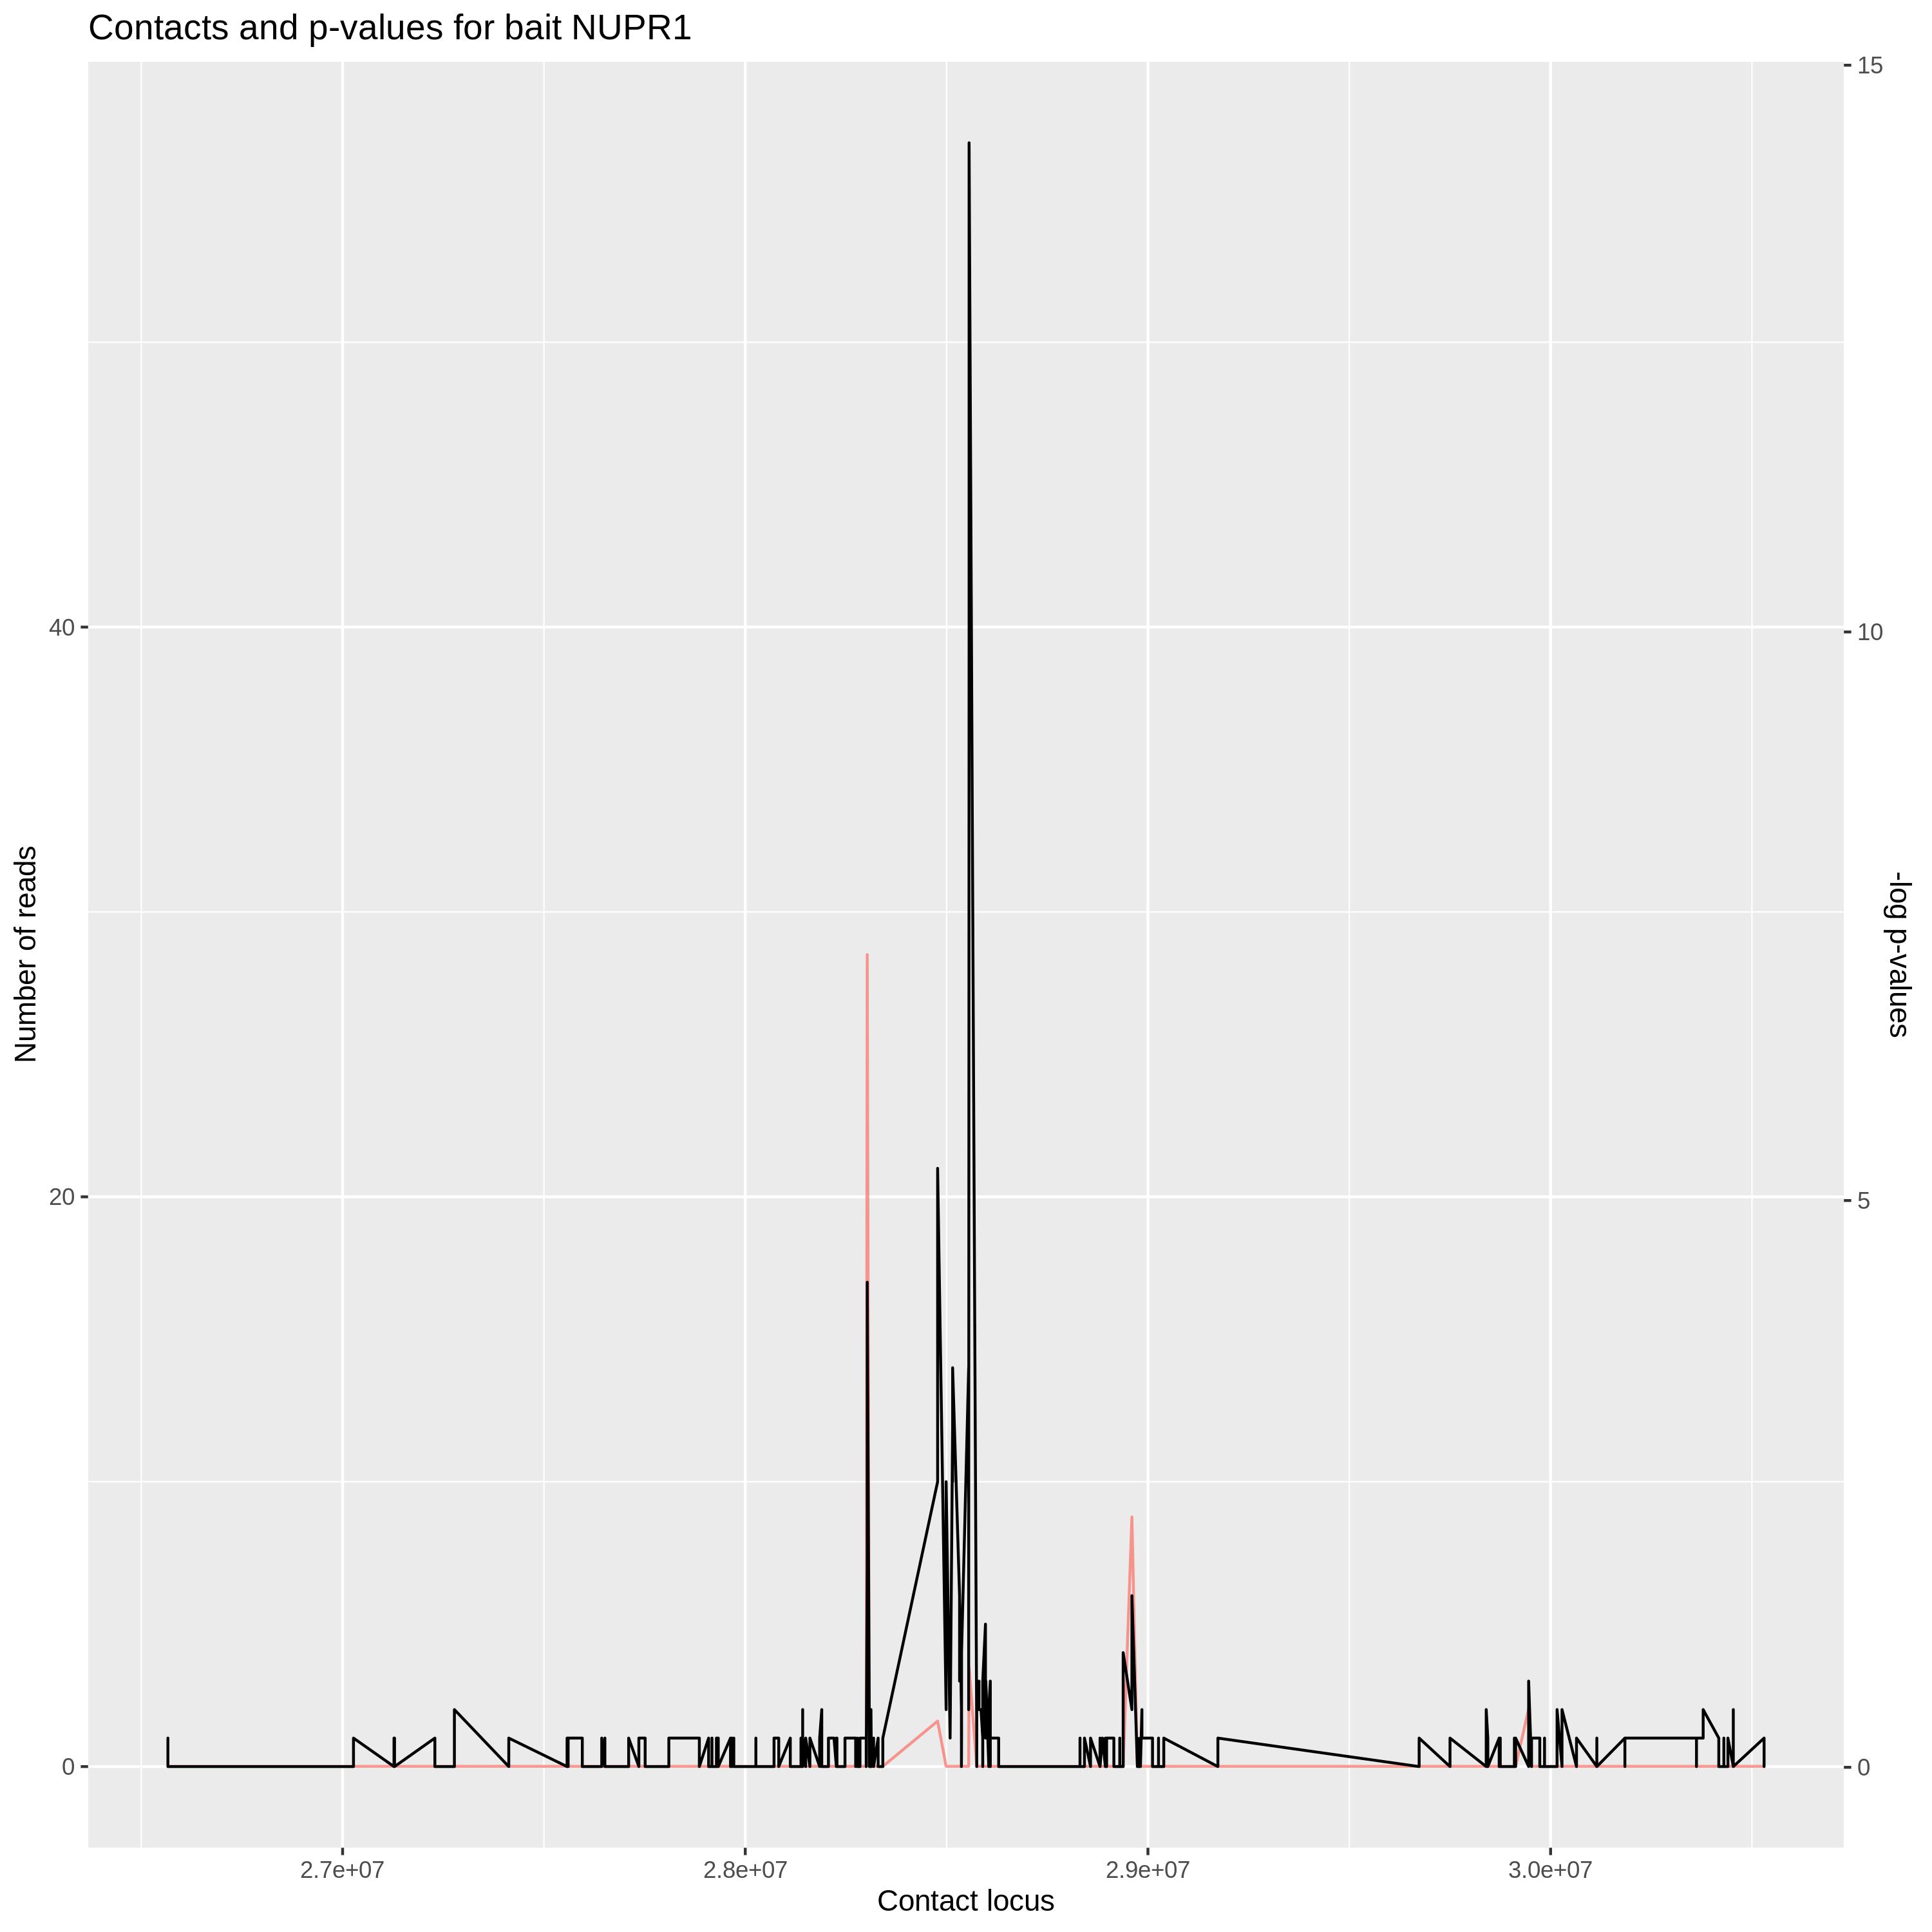 Contacts and p-values for bait NUPR1
15
40
10
Number of reads
-log p-values
20
5
0
0
2.7e+07
2.8e+07
2.9e+07
3.0e+07
Contact locus